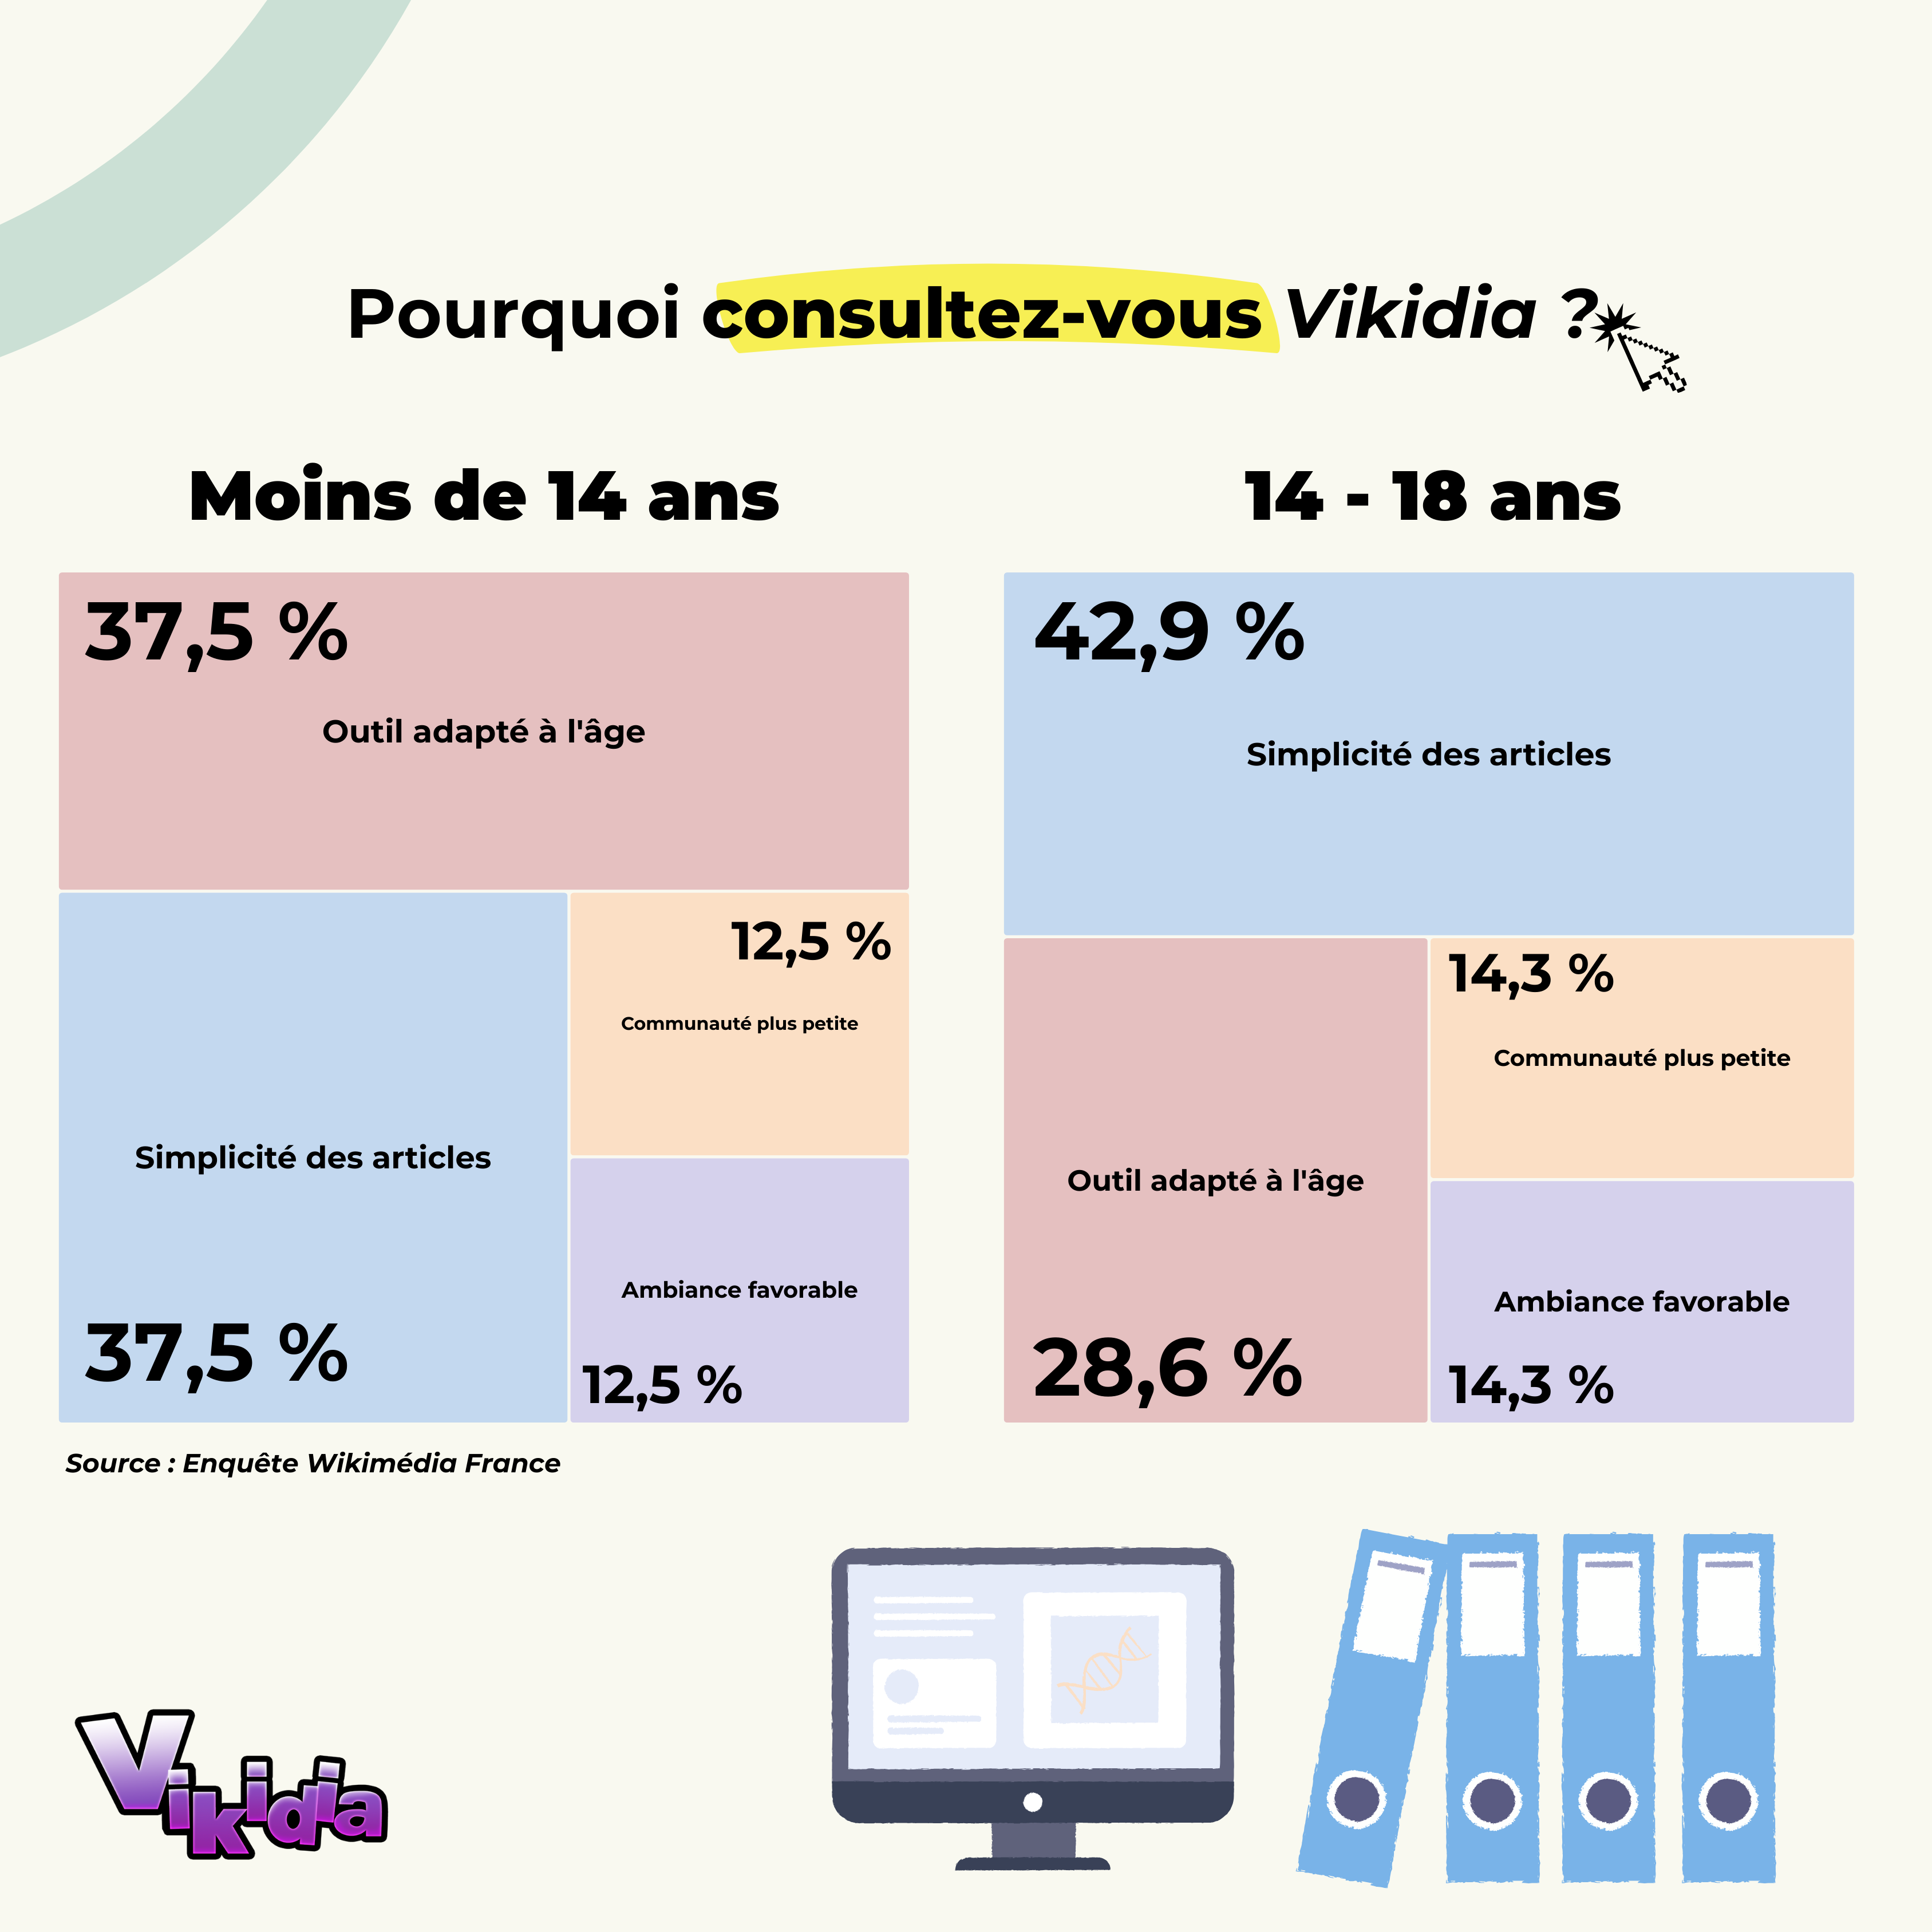 Pourquoi consultez-vous Vikidia ?
Moins de 14 ans
37,5 %
Outil adapté à l'âge
Simplicité des articles
37,5 %
12,5 %
Communauté plus petite
Ambiance favorable
12,5 %
14 - 18 ans
42,9 %
Simplicité des articles
Outil adapté à l'âge
28,6 %
14,3 %
Communauté plus petite
Ambiance favorable
14,3 %
Source : Enquête Wikimédia France
Vikidia